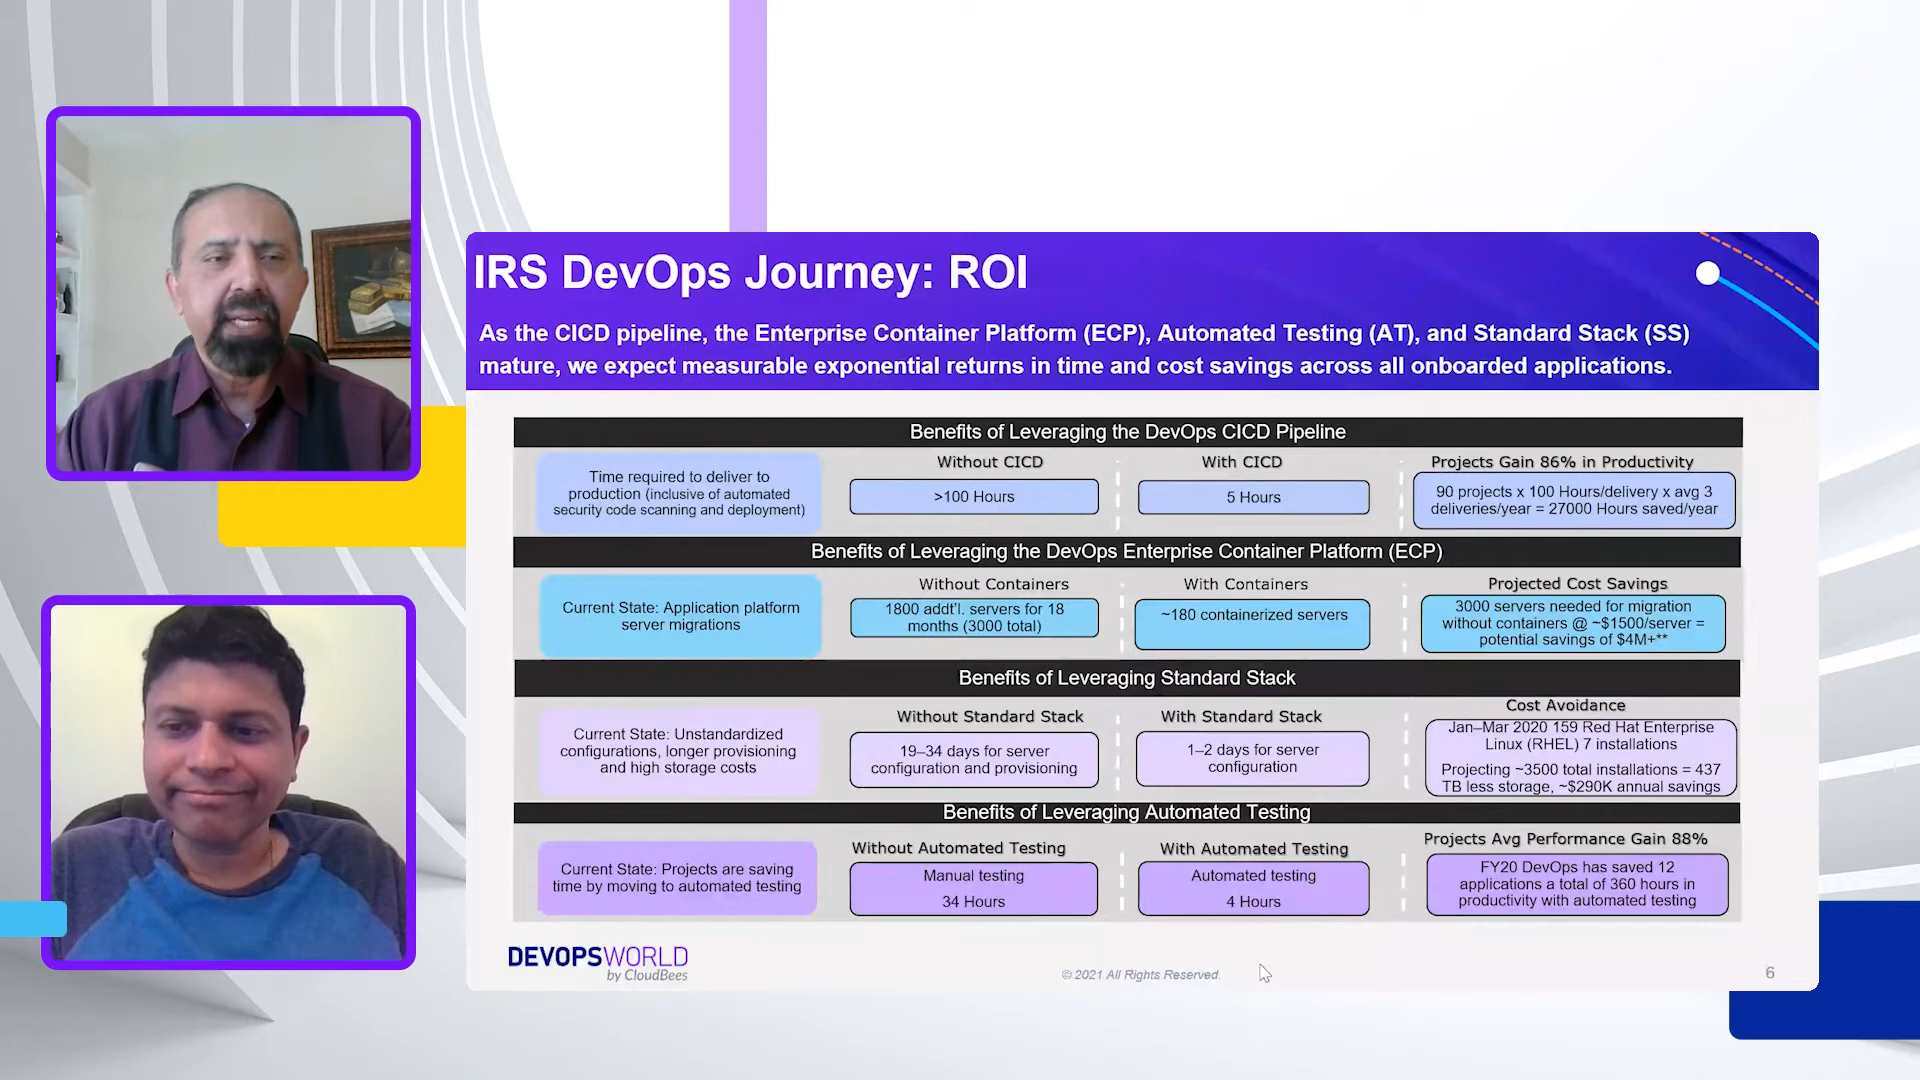 IRS DevOps Journey: ROI
As the CICD pipeline, the Enterprise Container Platform (ECP), Automated Testing (AT), and Standard Stack (SS)
mature, we expect measurable exponential returns in time and cost savings across all onboarded applications.
Benefits of Leveraging the DevOps CICD Pipeline
Time required to deliver to
production (inclusive of automated
security code scanning and deployment)
Without CICD
>100 Hours
With CICD
5 Hours
Projects Gain 86% in Productivity
90 projects x 100 Hours/delivery x avg 3
deliveries/year = 27000 Hours saved/year
Benefits of Leveraging the DevOps Enterprise Container Platform (ECP)
Current State: Application platform
server migrations
Without Containers
1800 addt'l. servers for 18
months (3000 total)
With Containers
~180 containerized servers
Projected Cost Savings
3000 servers needed for migration
without containers @ ~$1500/server =
potential savings of $4M+**
Benefits of Leveraging Standard Stack
Current State: Unstandardized
configurations, longer provisioning
and high storage costs
Without Standard Stack
19–34 days for server
configuration and provisioning
With Standard Stack
1–2 days for server
configuration
Cost Avoidance
Jan–Mar 2020 159 Red Hat Enterprise
Linux (RHEL) 7 installations
Projecting ~3500 total installations = 437
TB less storage, ~$290K annual savings
Benefits of Leveraging Automated Testing
Current State: Projects are saving
time by moving to automated testing
Without Automated Testing
Manual testing
34 Hours
With Automated Testing
Automated testing
4 Hours
Projects Avg Performance Gain 88%
FY20 DevOps has saved 12
applications a total of 360 hours in
productivity with automated testing
DEVOPSWORLD
by CloudBees
© 2021 All Rights Reserved.
6